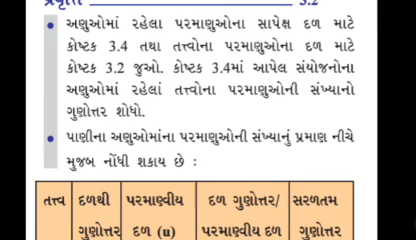 પ્રવૃત્તિ 3.2
• અણુઓમાં રહેલા પરમાણુઓના સાપેક્ષ દળ માટે
કોષ્ટક 3.4 તથા તત્ત્વોના પરમાણુઓના દળ માટે
કોષ્ટક 3.2 જુઓ. કોષ્ટક 3.4માં આપેલ સંયોજનોના
અણુઓમાં રહેલાં તત્ત્વોના પરમાણુઓની સંખ્યાનો
ગુણોત્તર શોધો.
• પાણીના અણુઓમાંના પરમાણુઓની સંખ્યાનું પ્રમાણ નીચે
મુજબ નોંધી શકાય છે :
તત્ત્વ દળથી પરમાણ્વીય દળ ગુણોત્તર/ સરળતમ
ગુણોત્તર દળ (u) પરમાણ્વીય દળ ગુણોત્તર